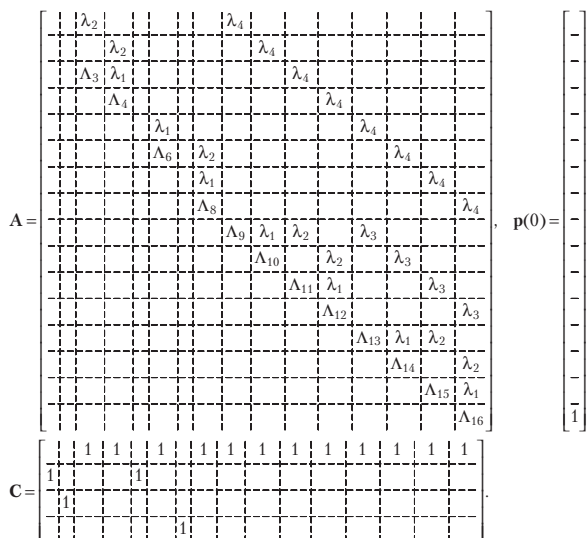 λ₂ λ₄
λ₂ λ₄
Λ₃ λ₁ λ₄
Λ₄ λ₄
λ₁ λ₄
Λ₆ λ₂ λ₄
λ₁ λ₄
Λ₈ λ₄
A = , p(0) =
Λ₉ λ₁ λ₂ λ₃
Λ₁₀ λ₂ λ₃
Λ₁₁ λ₁ λ₃
Λ₁₂ λ₃
Λ₁₃ λ₁ λ₂
Λ₁₄ λ₂
Λ₁₅ λ₁
Λ₁₆ 1
1 1 1 1 1 1 1 1 1 1 1 1
1 1
C = .
1
1